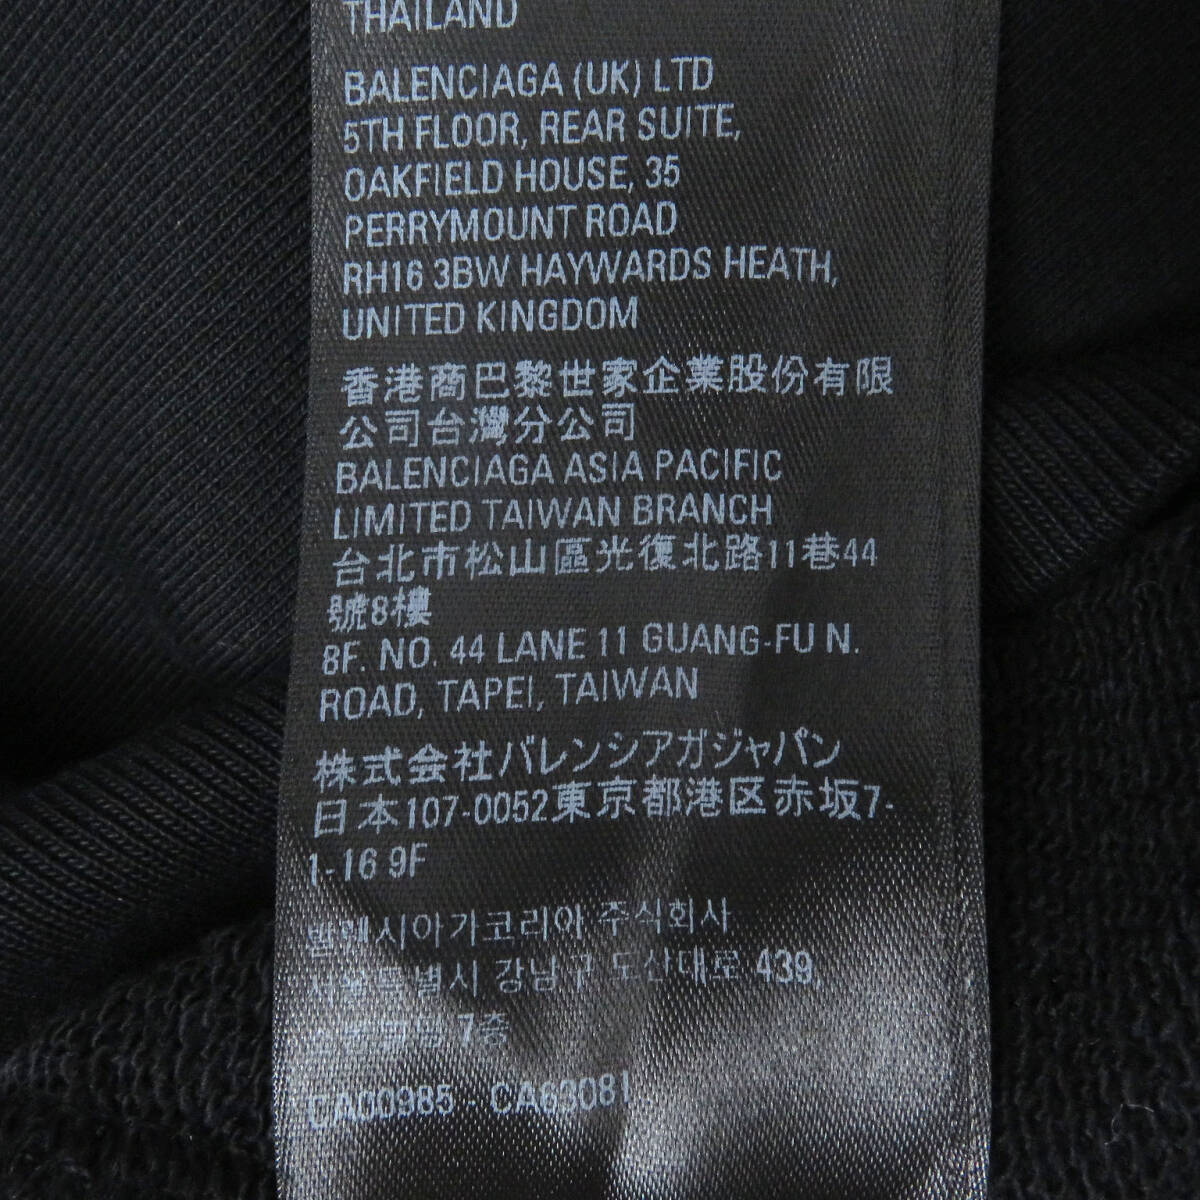 THAILAND
BALENCIAGA (UK) LTD
5TH FLOOR, REAR SUITE,
OAKFIELD HOUSE, 35
PERRYMOUNT ROAD
RH16 3BW HAYWARDS HEATH,
UNITED KINGDOM
香港商巴黎世家企業股份有限
公司台灣分公司
BALENCIAGA ASIA PACIFIC
LIMITED TAIWAN BRANCH
台北市松山區光復北路11巷44
號8樓
8F. NO. 44 LANE 11 GUANG-FU N.
ROAD, TAPEI, TAIWAN
株式会社バレンシアガジャパン
日本107-0052東京都港区赤坂7-
1-16 9F
발렌시아가코리아 주식회사
서울특별시 강남구 도산대로 439,
7층
CA00985 - CA63081